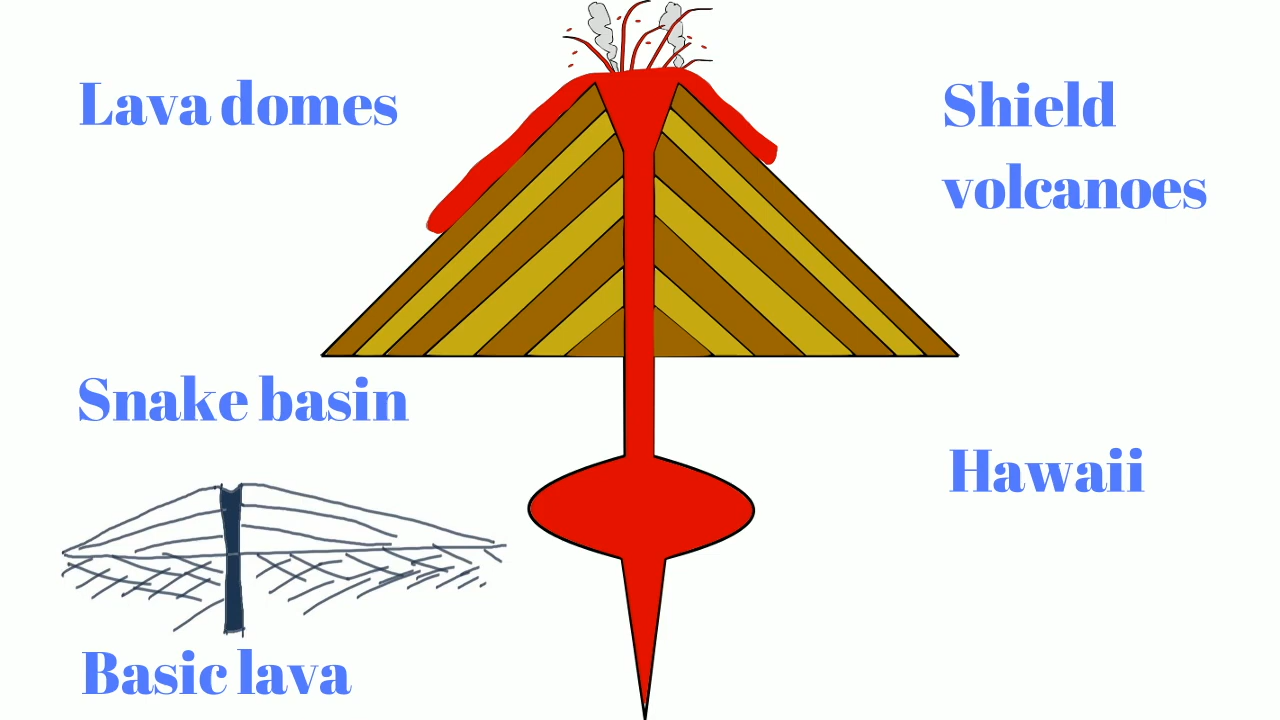 Lava domes
Shield
volcanoes
Snake basin
Hawaii
Basic lava